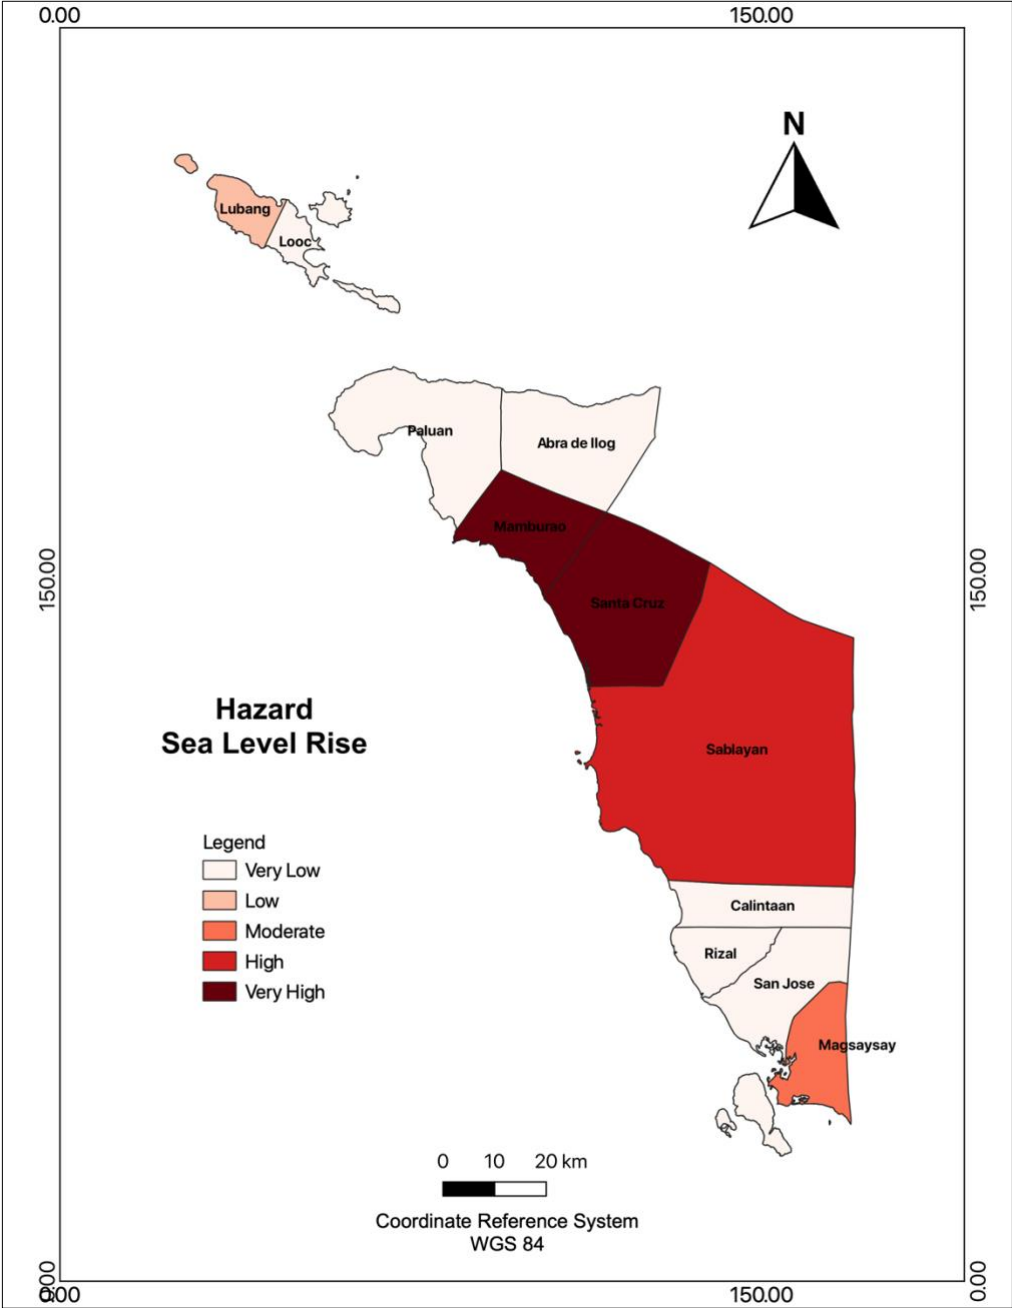 0.00 150.00
N
Lubang
Looc
Paluan
Abra de Ilog
Mamburao
150.00 150.00
Santa Cruz
Hazard
Sea Level Rise
Sablayan
Legend
Very Low
Low
Moderate
High
Very High
Calintaan
Rizal
San Jose
Magsaysay
0 10 20 km
Coordinate Reference System
WGS 84
0.00 0.00
0.00 150.00